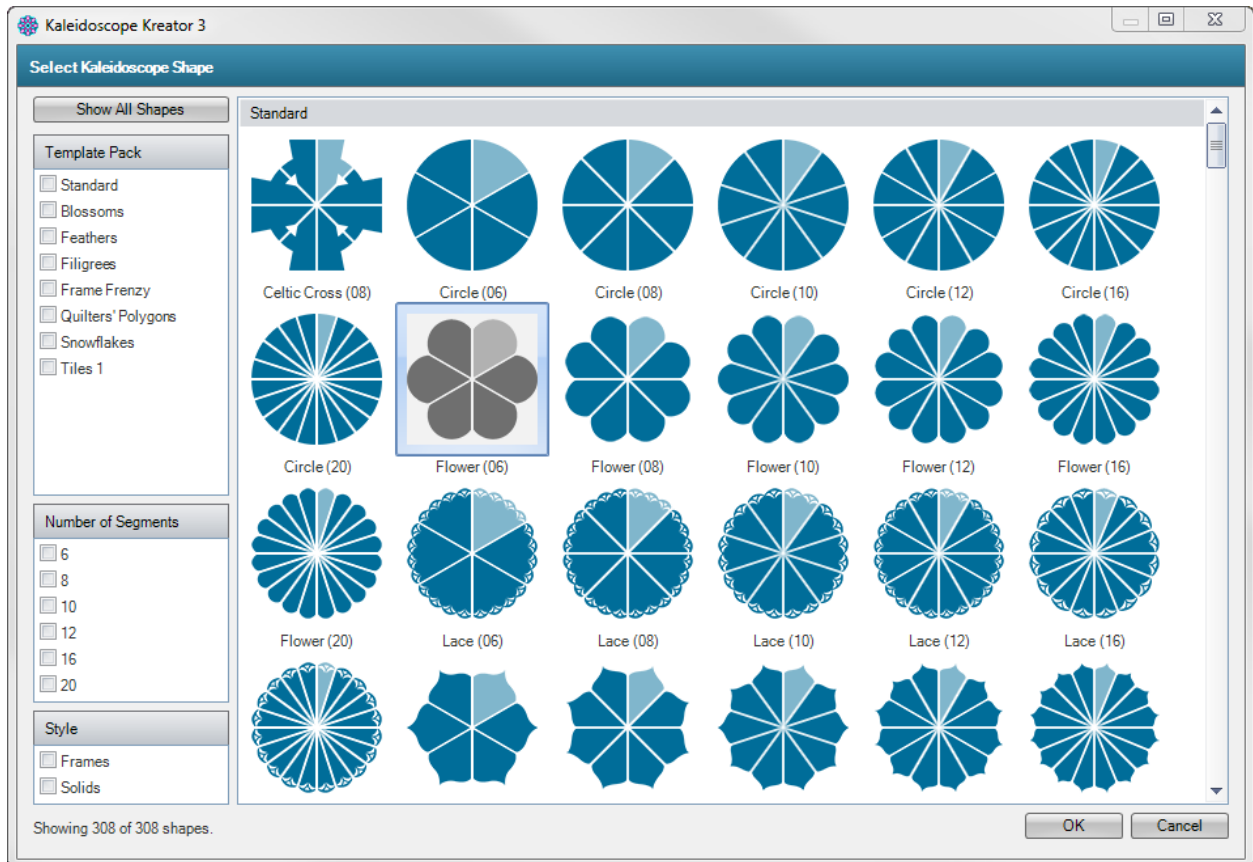 Kaleidoscope Kreator 3
Select Kaleidoscope Shape
Show All Shapes
Template Pack
Standard
Blossoms
Feathers
Filigrees
Frame Frenzy
Quilters' Polygons
Snowflakes
Tiles 1
Number of Segments
6
8
10
12
16
20
Style
Frames
Solids
Showing 308 of 308 shapes.
Standard
Celtic Cross (08)
Circle (06)
Circle (08)
Circle (10)
Circle (12)
Circle (16)
Circle (20)
Flower (06)
Flower (08)
Flower (10)
Flower (12)
Flower (16)
Flower (20)
Lace (06)
Lace (08)
Lace (10)
Lace (12)
Lace (16)
OK
Cancel